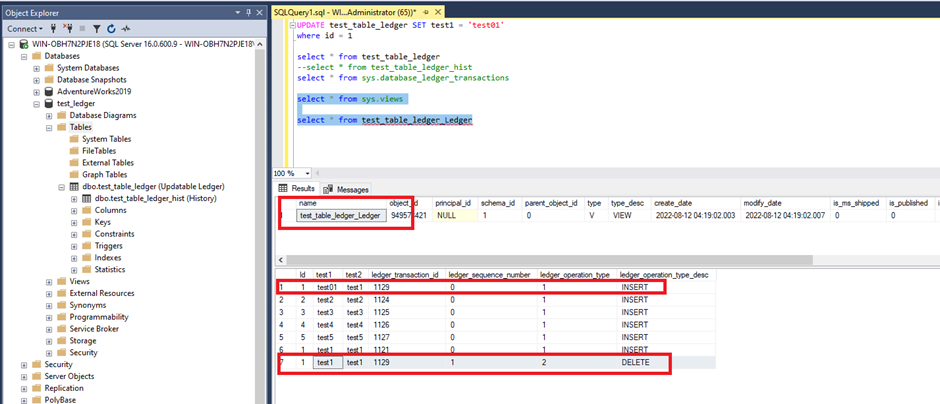 Object Explorer
Connect
WIN-OBH7N2PJE18 (SQL Server 16.0.600.9 - WIN-OBH7N2PJE18
Databases
System Databases
Database Snapshots
AdventureWorks2019
test_ledger
Database Diagrams
Tables
System Tables
FileTables
External Tables
Graph Tables
dbo.test_table_ledger (Updatable Ledger)
dbo.test_table_ledger_hist (History)
Columns
Keys
Constraints
Triggers
Indexes
Statistics
Views
External Resources
Synonyms
Programmability
Service Broker
Storage
Security
Security
Server Objects
Replication
PolyBase
SQLQuery1.sql - WI...Administrator (65))*
UPDATE test_table_ledger SET test1 = 'test01'
where id = 1
select * from test_table_ledger
--select * from test_table_ledger_hist
select * from sys.database_ledger_transactions
select * from sys.views
select * from test_table_ledger_Ledger
100 %
Results Messages
name object_id principal_id schema_id parent_object_id type type_desc create_date modify_date is_ms_shipped is_published
test_table_ledger_Ledger NULL 1 0 V VIEW 2022-08-12 04:19:02.003 2022-08-12 04:19:02.007 0 0
Id test1 test2 ledger_transaction_id ledger_sequence_number ledger_operation_type ledger_operation_type_desc
1 1 test01 test1 1129 0 1 INSERT
2 2 test2 test2 1124 0 1 INSERT
3 3 test3 test3 1125 0 1 INSERT
4 4 test4 test4 1126 0 1 INSERT
5 5 test5 test5 1127 0 1 INSERT
6 1 test1 test1 1121 0 1 INSERT
7 1 test1 test1 1129 1 2 DELETE